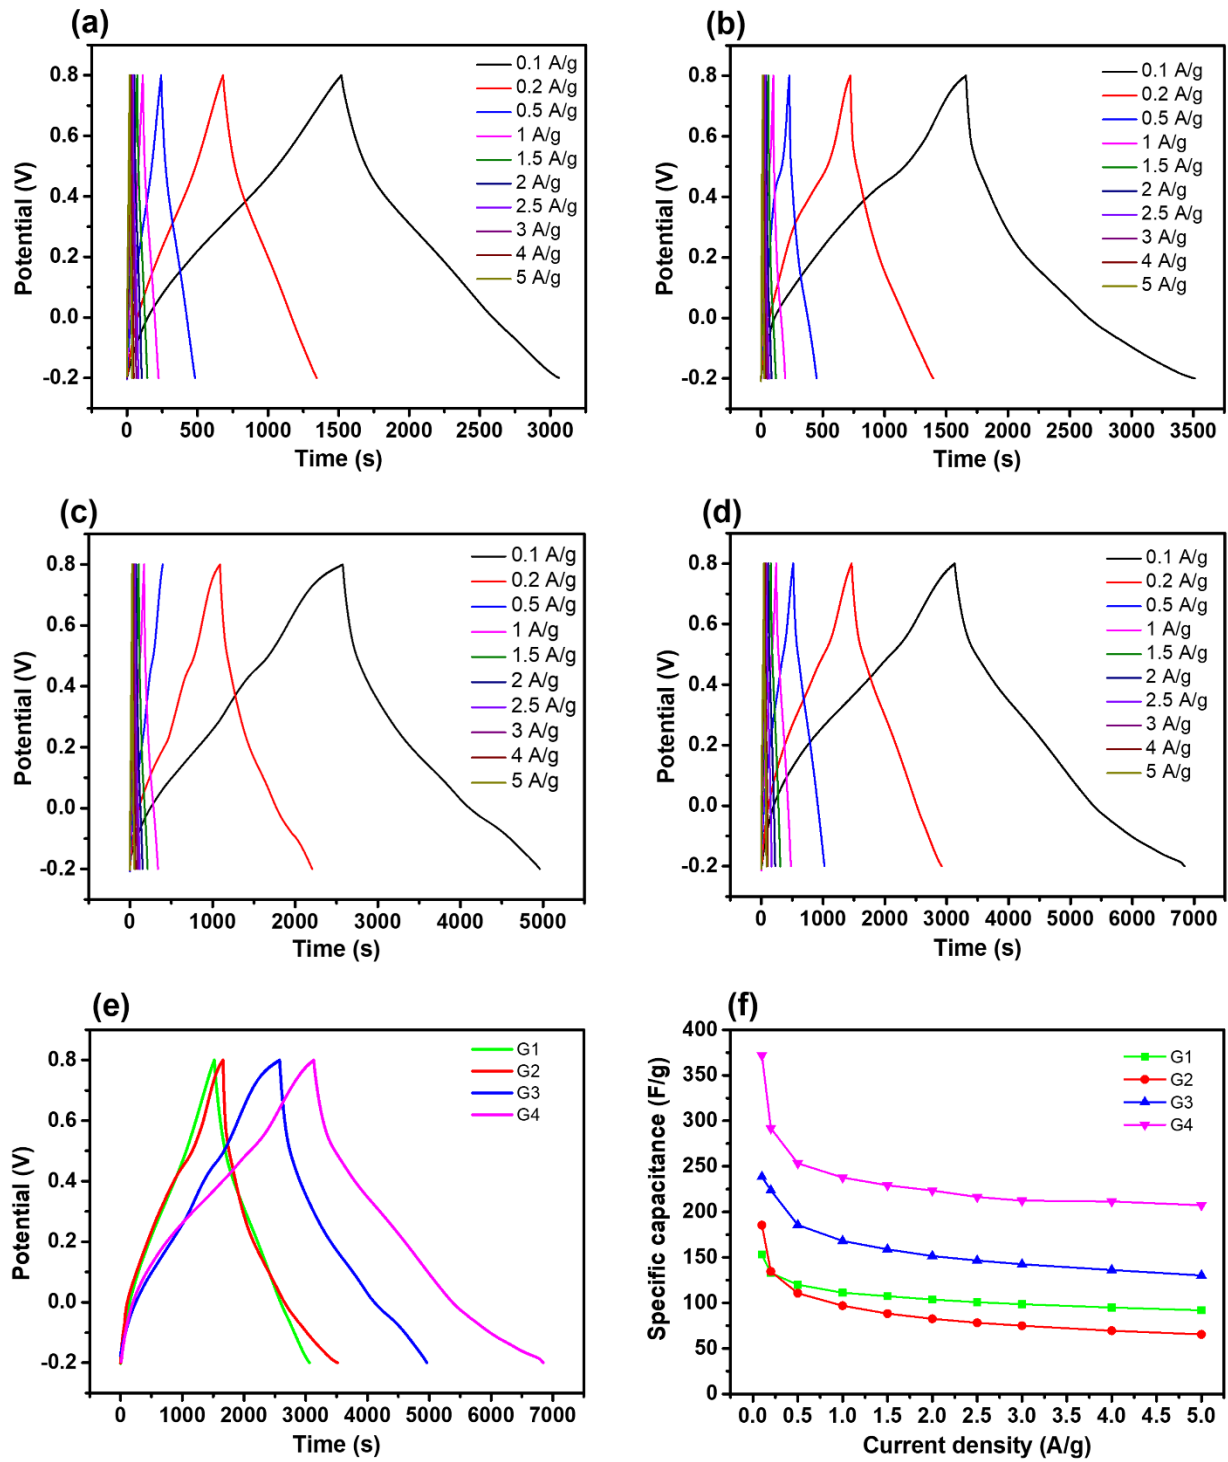 (a)
0.8
0.6
0.4
0.2
0.0
-0.2
Potential (V)
0 500 1000 1500 2000 2500 3000
Time (s)
0.1 A/g
0.2 A/g
0.5 A/g
1 A/g
1.5 A/g
2 A/g
2.5 A/g
3 A/g
4 A/g
5 A/g
(b)
0.8
0.6
0.4
0.2
0.0
-0.2
Potential (V)
0 500 1000 1500 2000 2500 3000 3500
Time (s)
0.1 A/g
0.2 A/g
0.5 A/g
1 A/g
1.5 A/g
2 A/g
2.5 A/g
3 A/g
4 A/g
5 A/g
(c)
0.8
0.6
0.4
0.2
0.0
-0.2
Potential (V)
0 1000 2000 3000 4000 5000
Time (s)
0.1 A/g
0.2 A/g
0.5 A/g
1 A/g
1.5 A/g
2 A/g
2.5 A/g
3 A/g
4 A/g
5 A/g
(d)
0.8
0.6
0.4
0.2
0.0
-0.2
Potential (V)
0 1000 2000 3000 4000 5000 6000 7000
Time (s)
0.1 A/g
0.2 A/g
0.5 A/g
1 A/g
1.5 A/g
2 A/g
2.5 A/g
3 A/g
4 A/g
5 A/g
(e)
0.8
0.6
0.4
0.2
0.0
-0.2
Potential (V)
0 1000 2000 3000 4000 5000 6000 7000
Time (s)
G1
G2
G3
G4
(f)
400
350
300
250
200
150
100
50
0
Specific capacitance (F/g)
0.0 0.5 1.0 1.5 2.0 2.5 3.0 3.5 4.0 4.5 5.0
Current density (A/g)
G1
G2
G3
G4